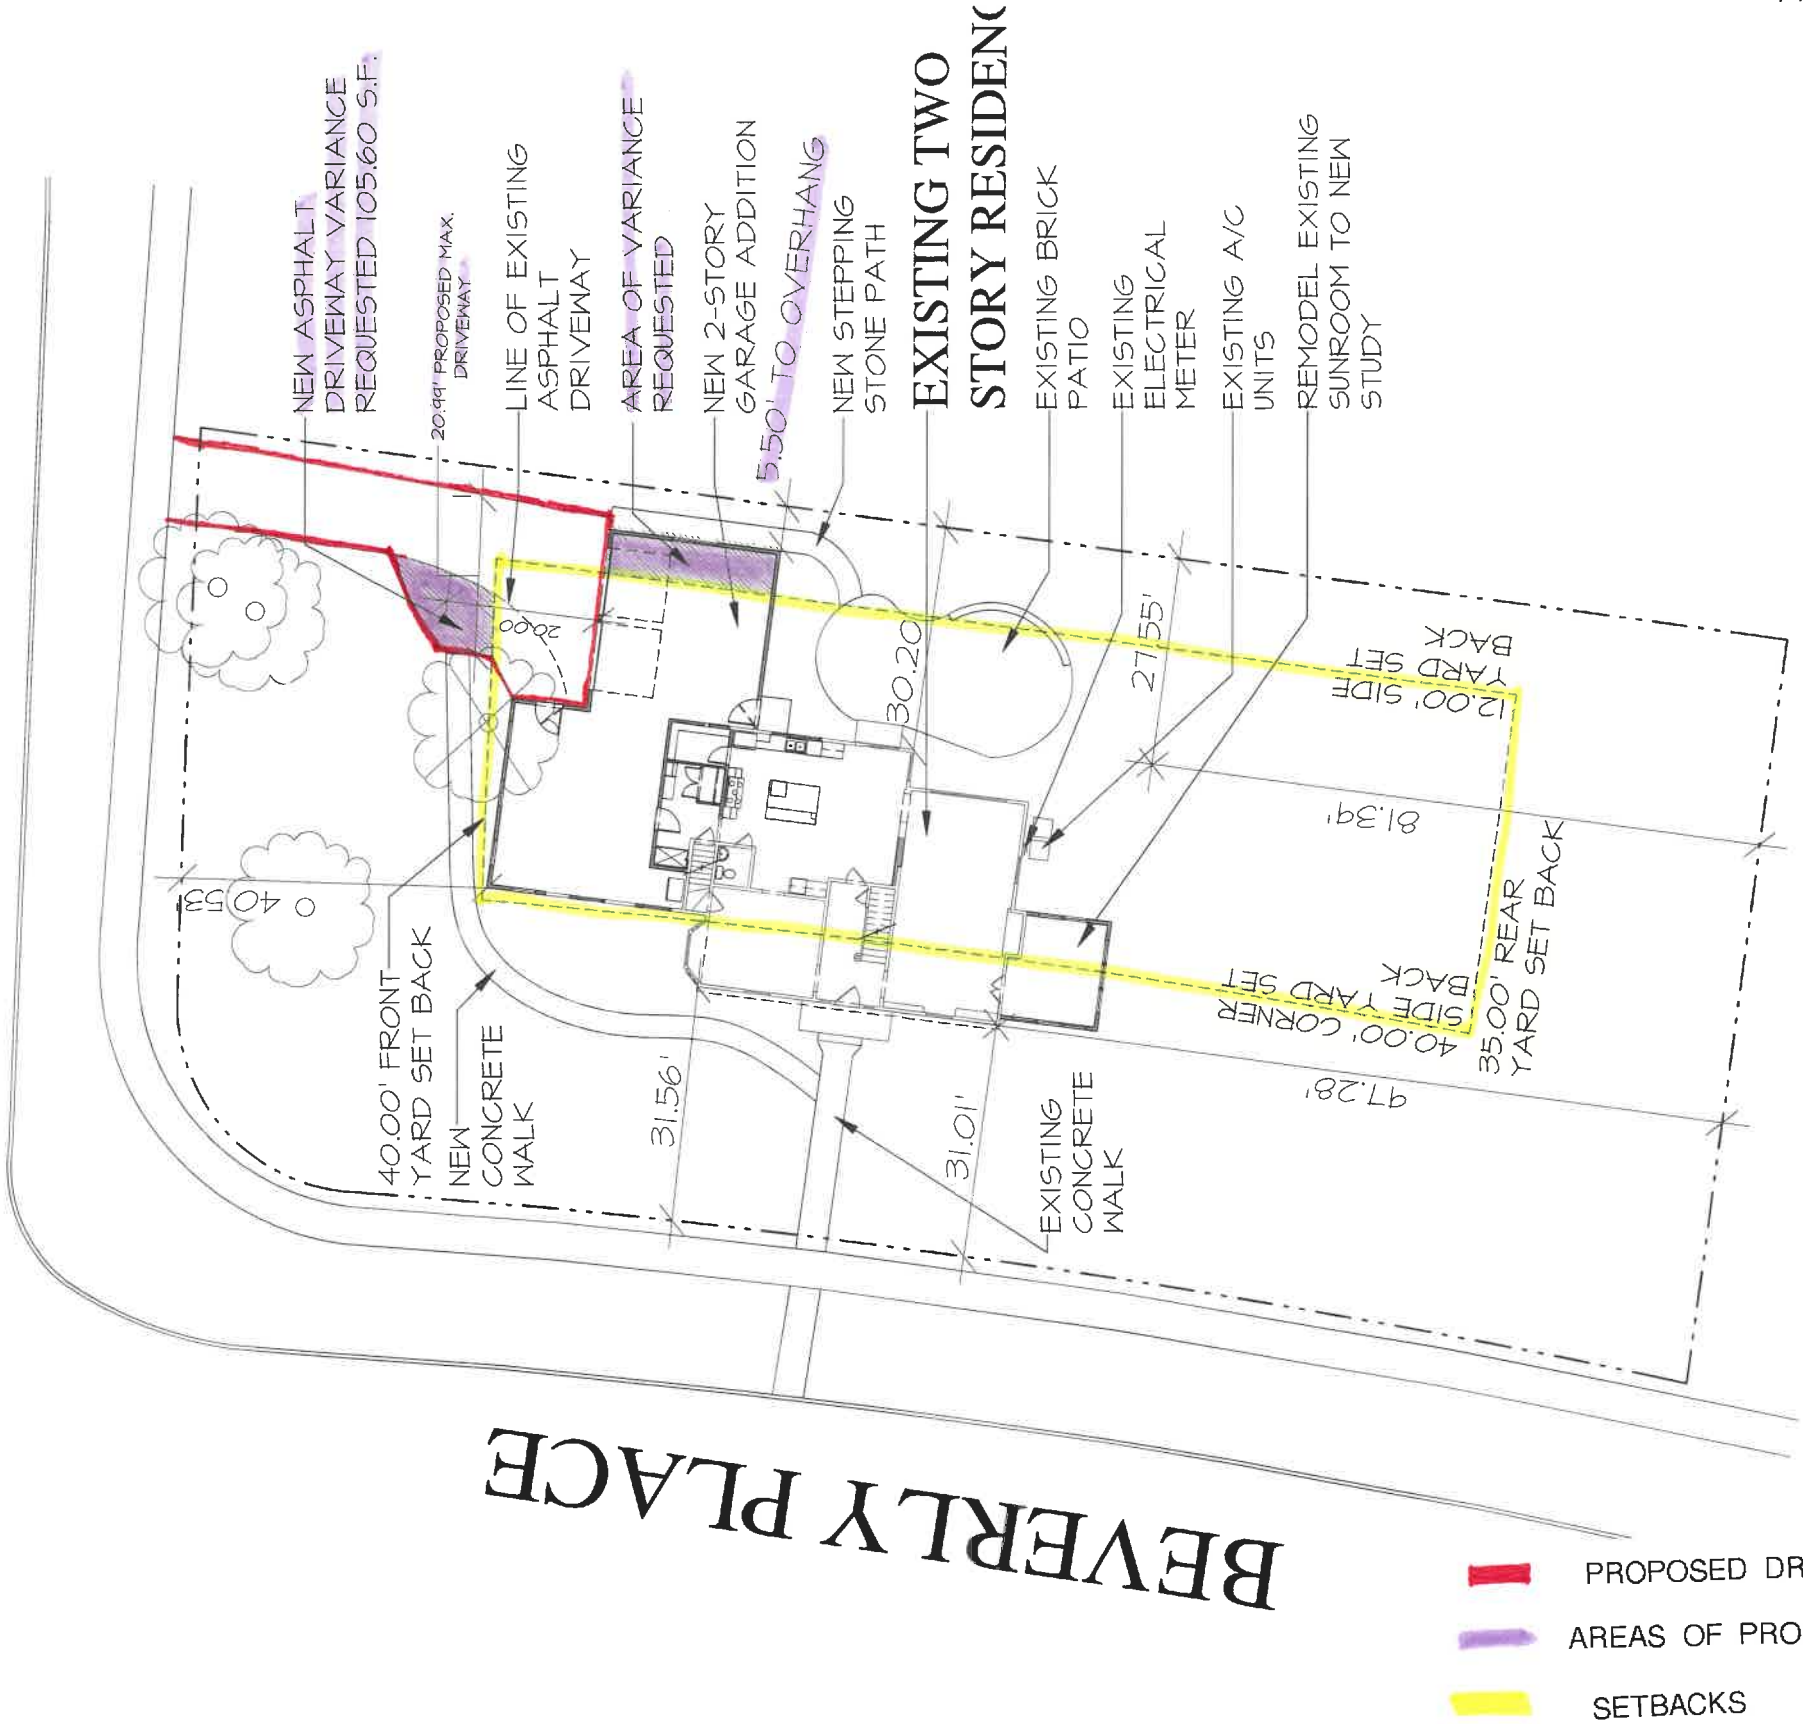 NEW ASPHALT
DRIVEWAY VARIANCE
REQUESTED 105.60 S.F.
20.99' PROPOSED MAX.
DRIVEWAY
LINE OF EXISTING
ASPHALT
DRIVEWAY
AREA OF VARIANCE
REQUESTED
NEW 2-STORY
GARAGE ADDITION
5.50' TO OVERHANG
NEW STEPPING
STONE PATH
EXISTING TWO
STORY RESIDENC
EXISTING BRICK
PATIO
EXISTING
ELECTRICAL
METER
EXISTING A/C
UNITS
REMODEL EXISTING
SUNROOM TO NEW
STUDY
20.00
30.20
27.55'
12.00' SIDE
YARD SET
BACK
81.39'
40.53
40.00' FRONT
YARD SET BACK
NEW
CONCRETE
WALK
31.56'
31.01'
EXISTING
CONCRETE
WALK
40.00' CORNER
SIDE YARD SET
BACK
35.00' REAR
YARD SET BACK
97.28'
BEVERLY PLACE
PROPOSED DR
AREAS OF PRO
SETBACKS